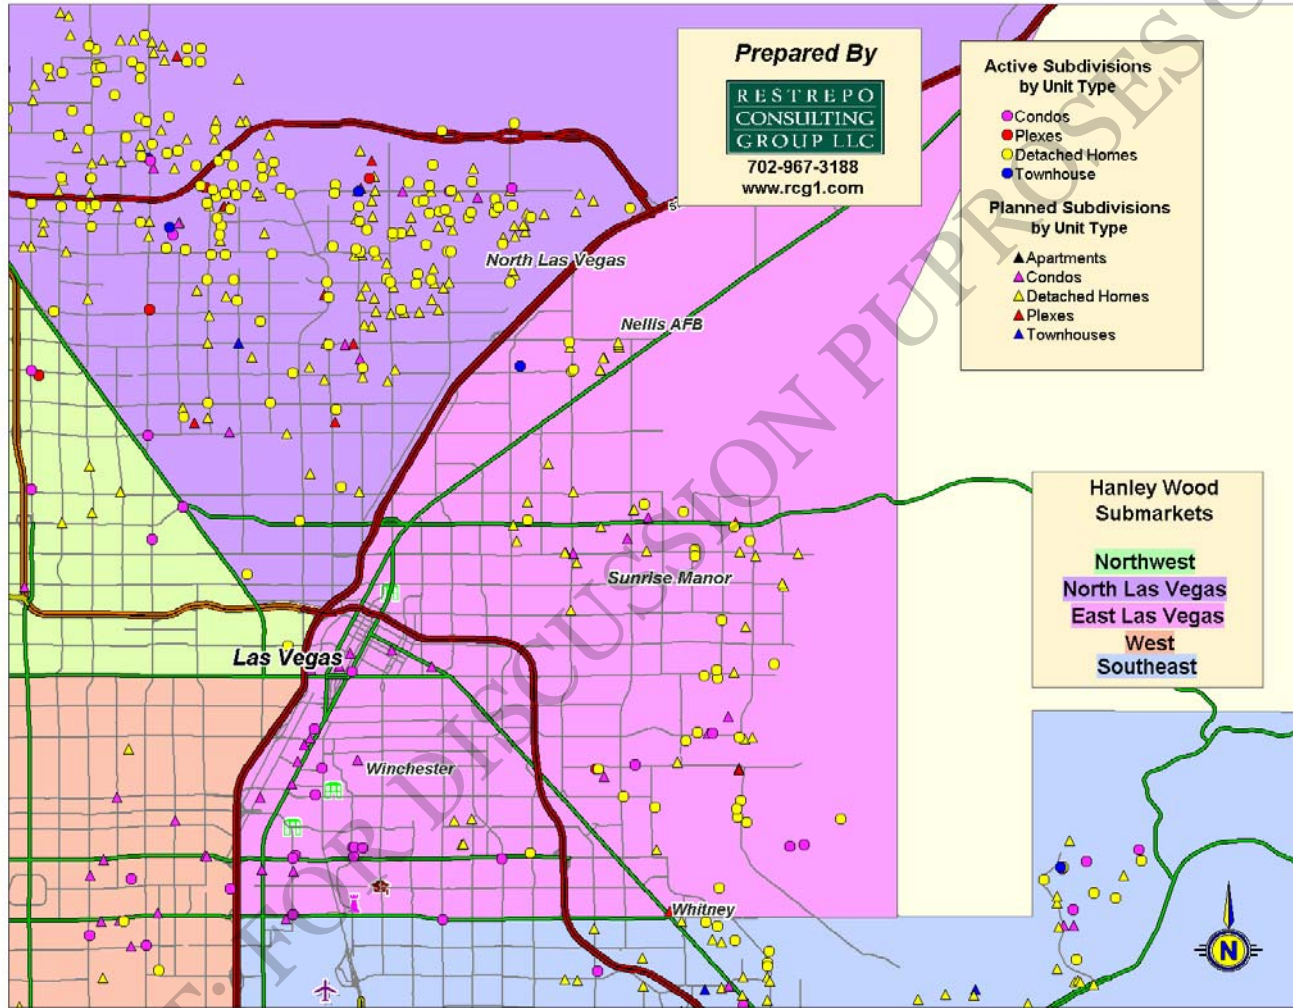 Prepared By
RESTREPO
CONSULTING
GROUP LLC
702-967-3188
www.rcg1.com
Active Subdivisions
by Unit Type
Condos
Plexes
Detached Homes
Townhouse
Planned Subdivisions
by Unit Type
Apartments
Condos
Detached Homes
Plexes
Townhouses
North Las Vegas
Nellis AFB
Hanley Wood
Submarkets
Northwest
North Las Vegas
East Las Vegas
West
Southeast
Sunrise Manor
Las Vegas
Winchester
Whitney
N
FOR DISCUSSION PUPROSES